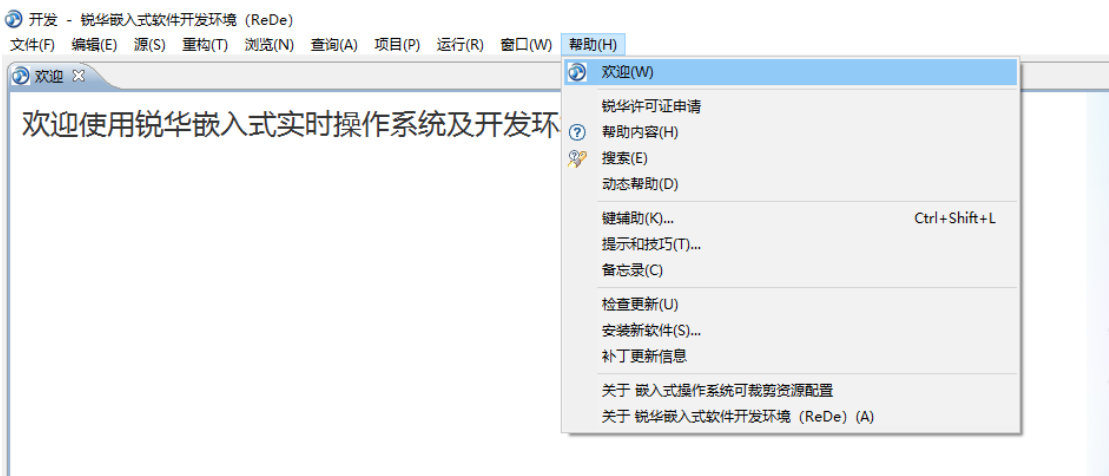 开发 - 锐华嵌入式软件开发环境（ReDe）
文件(F) 编辑(E) 源(S) 重构(T) 浏览(N) 查询(A) 项目(P) 运行(R) 窗口(W) 帮助(H)
欢迎
欢迎使用锐华嵌入式实时操作系统及开发环
欢迎(W)
锐华许可证申请
帮助内容(H)
搜索(E)
动态帮助(D)
键辅助(K)... Ctrl+Shift+L
提示和技巧(T)...
备忘录(C)
检查更新(U)
安装新软件(S)...
补丁更新信息
关于 嵌入式操作系统可裁剪资源配置
关于 锐华嵌入式软件开发环境（ReDe）(A)